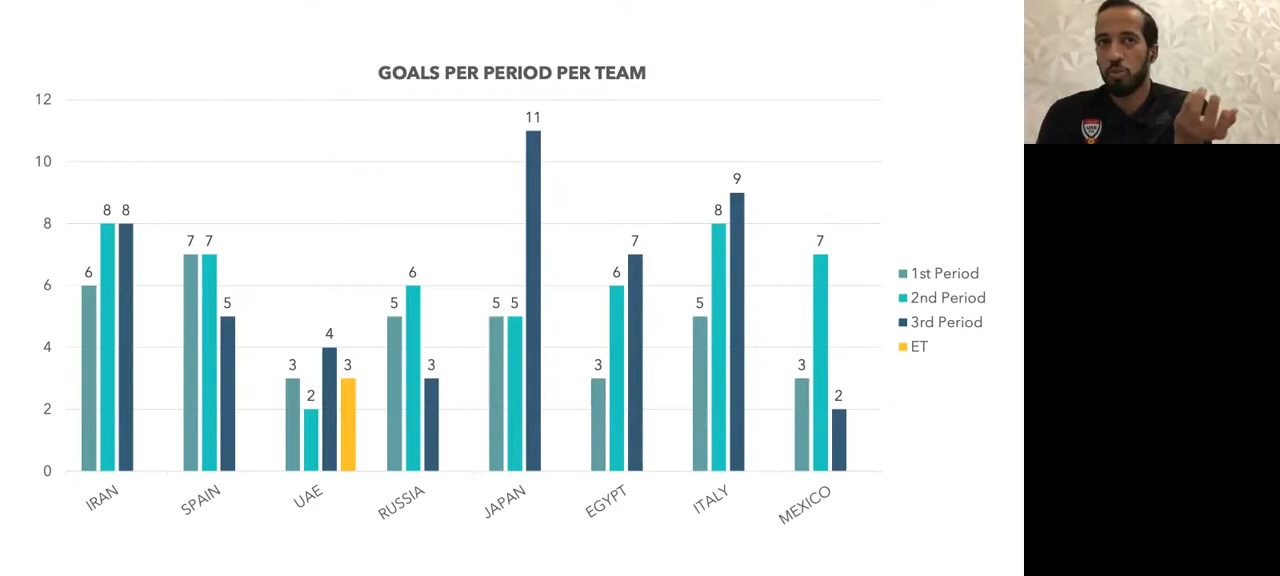 GOALS PER PERIOD PER TEAM
12
10
8
6
4
2
0
6 8 8
7 7 5
3 2 4 3
5 6 3
5 5 11
3 6 7
5 8 9
3 7 2
IRAN
SPAIN
UAE
RUSSIA
JAPAN
EGYPT
ITALY
MEXICO
1st Period
2nd Period
3rd Period
ET